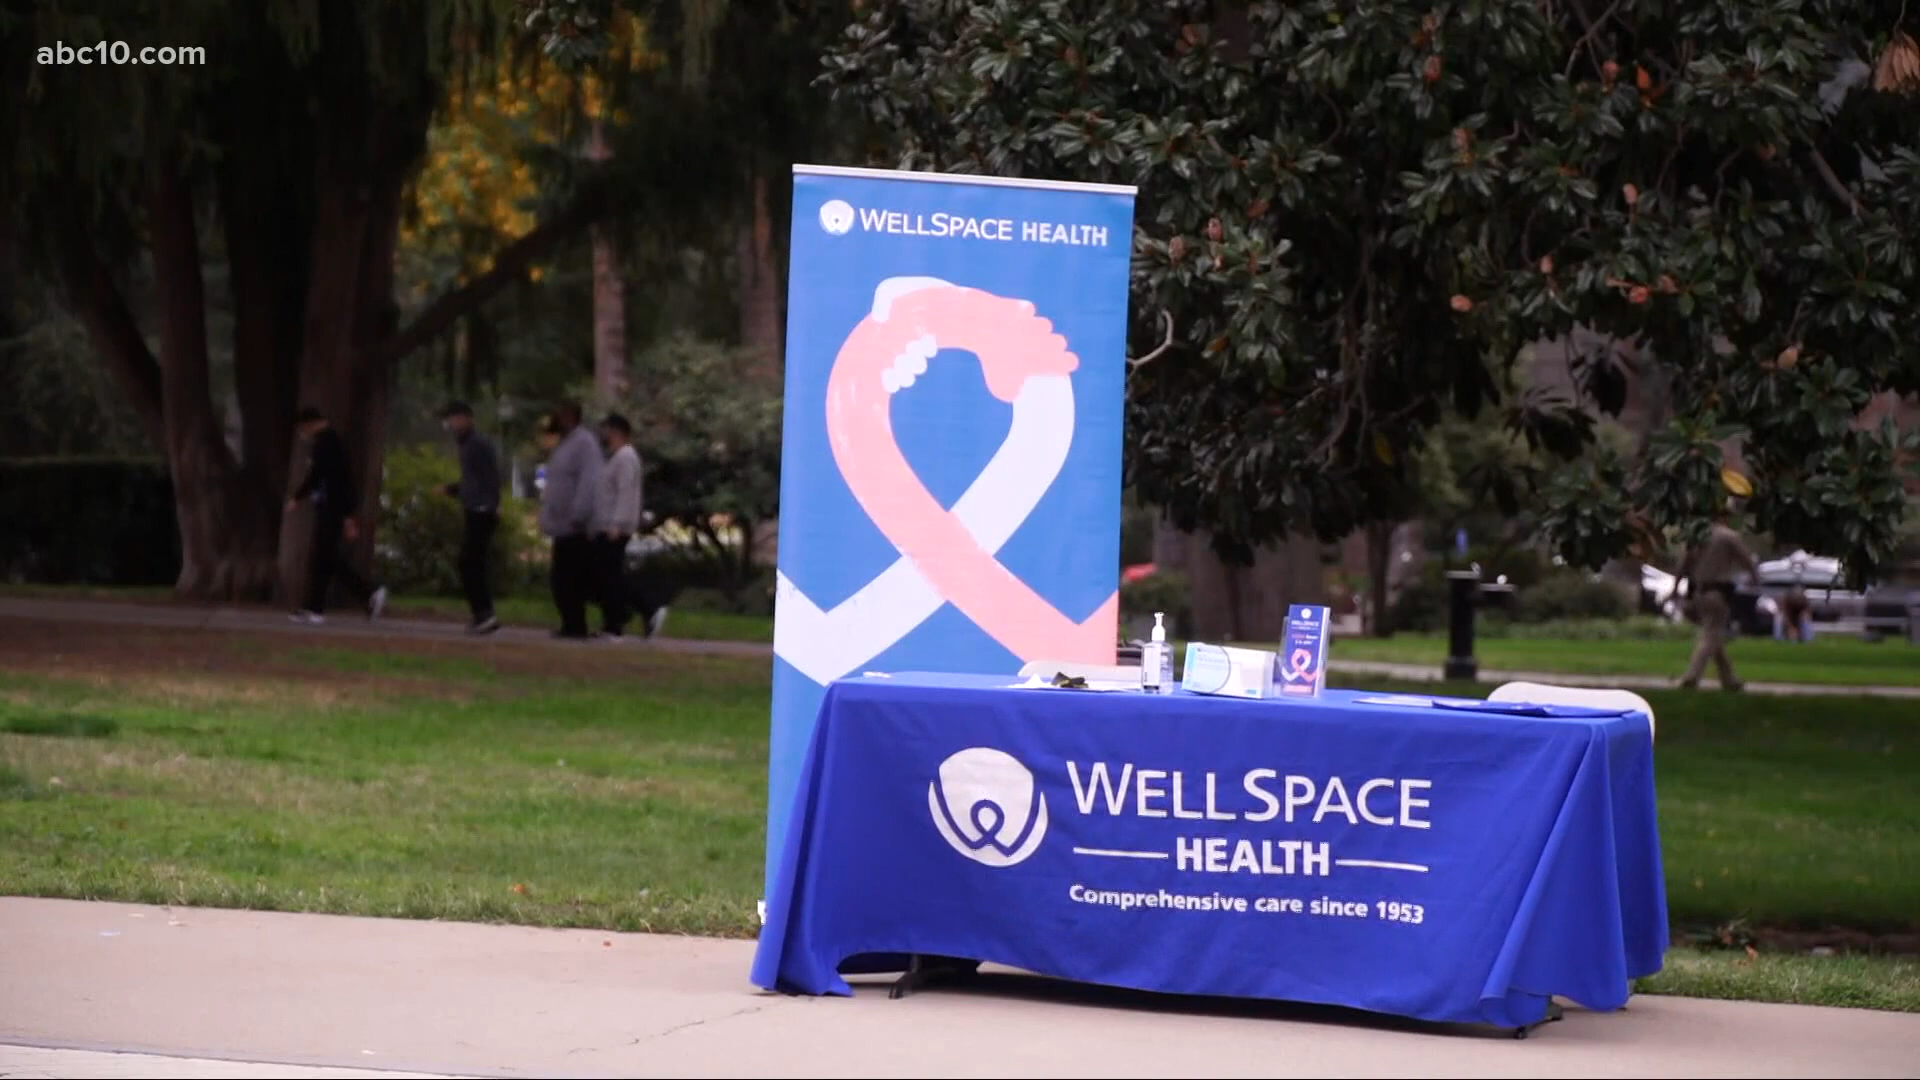 abc10.com
WELLSPACE HEALTH
WELLSPACE
HEALTH
Comprehensive care since 1953